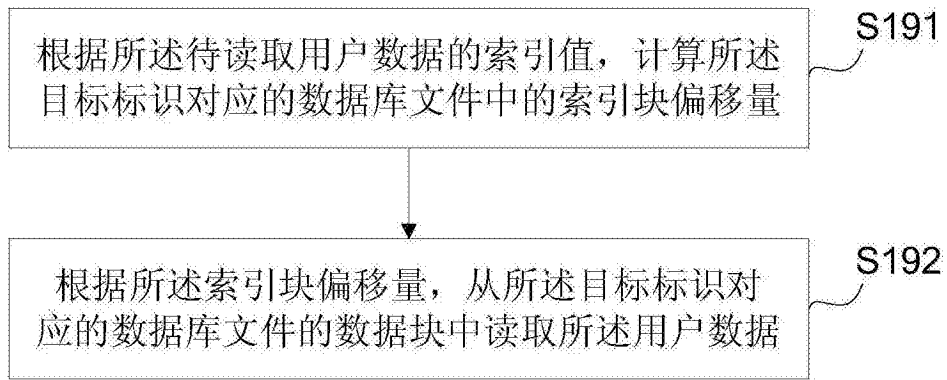 S191
根据所述待读取用户数据的索引值，计算所述
目标标识对应的数据库文件中的索引块偏移量
S192
根据所述索引块偏移量，从所述目标标识对
应的数据库文件的数据块中读取所述用户数据